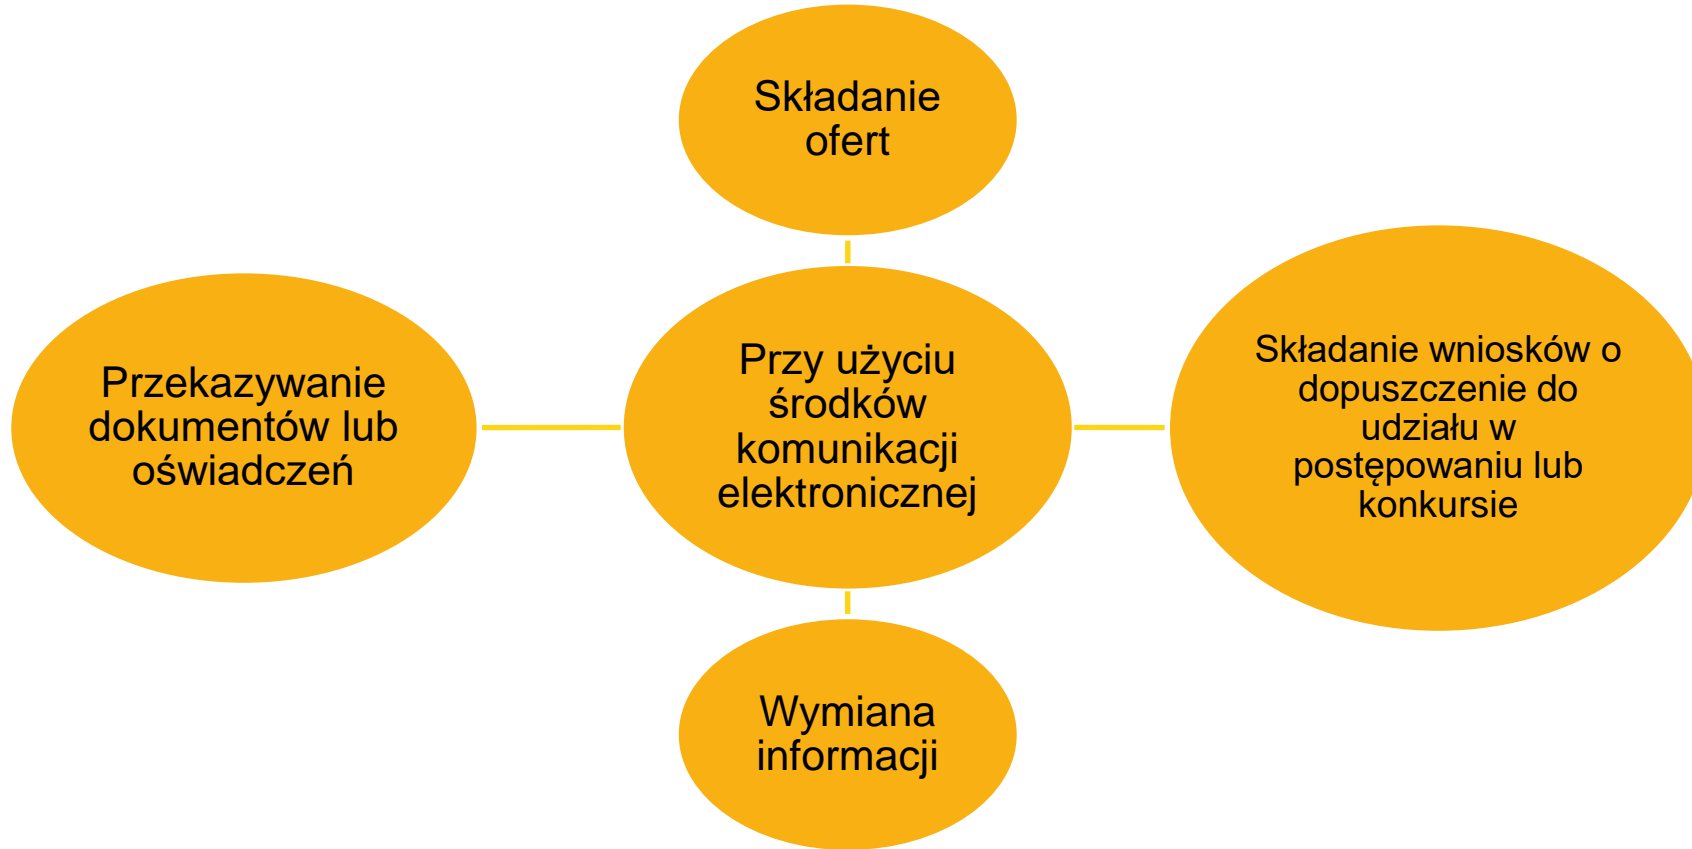 Składanie
ofert
Przekazywanie
dokumentów lub
oświadczeń
Przy użyciu
środków
komunikacji
elektronicznej
Składanie wniosków o
dopuszczenie do
udziału w
postępowaniu lub
konkursie
Wymiana
informacji